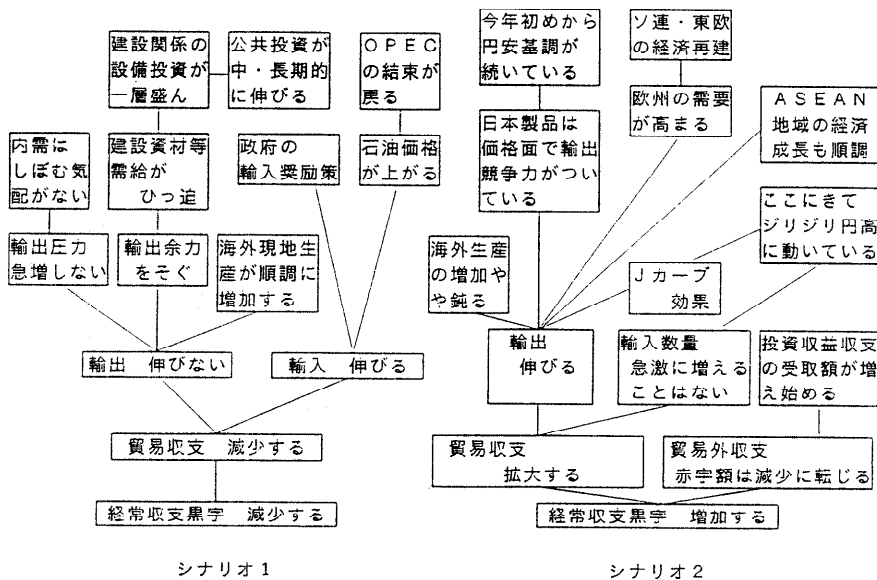 建設関係の
設備投資が
一層盛ん
公共投資が
中・長期的
に伸びる
OPEC
の結束が
戻る
内需は
しぼむ気
配がない
建設資材等
需給が
ひっ迫
政府の
輸入奨励策
石油価格
が上がる
輸出圧力
急増しない
輸出余力
をそぐ
海外現地生
産が順調に
増加する
輸出 伸びない
輸入 伸びる
貿易収支 減少する
経常収支黒字 減少する
シナリオ1
今年初めから
円安基調が
続いている
ソ連・東欧
の経済再建
日本製品は
価格面で輸出
競争力がつい
ている
欧州の需要
が高まる
ASEAN
地域の経済
成長も順調
ここにきて
ジリジリ円高
に動いている
海外生産
の増加や
や鈍る
Jカーブ
効果
輸出
伸びる
輸入数量
急激に増える
ことはない
投資収益収支
の受取額が増
え始める
貿易収支
拡大する
貿易外収支
赤字額は減少に転じる
経常収支黒字 増加する
シナリオ2